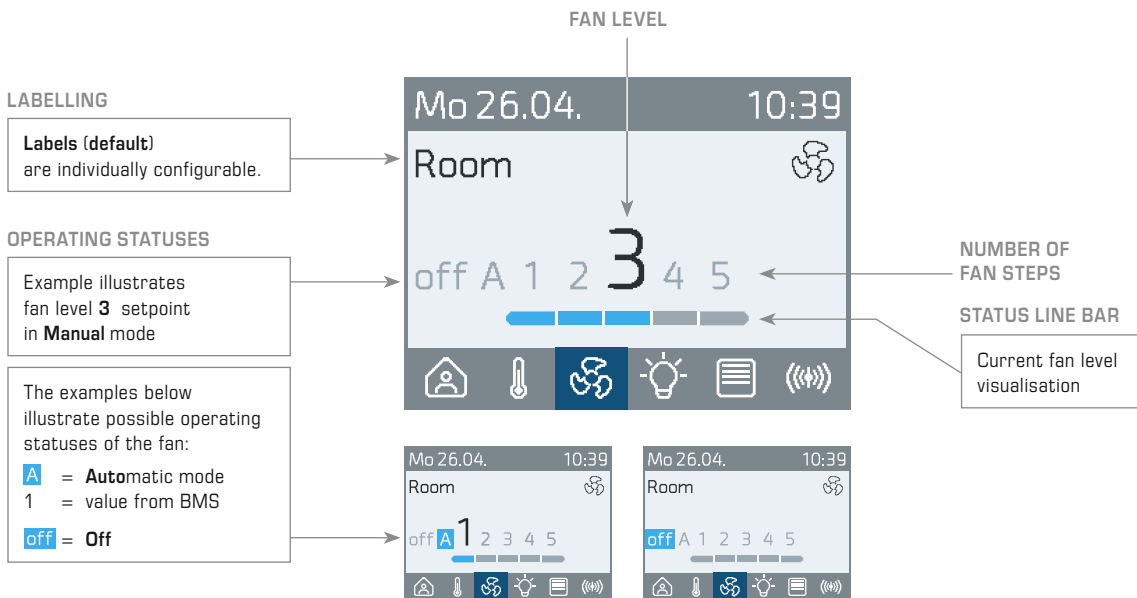 FAN LEVEL
LABELLING
Labels (default)
are individually configurable.
Mo 26.04. 10:39
Room
OPERATING STATUSES
Example illustrates
fan level 3 setpoint
in Manual mode
off A 1 2 3 4 5
NUMBER OF
FAN STEPS
STATUS LINE BAR
Current fan level
visualisation
The examples below
illustrate possible operating
statuses of the fan:
A = Automatic mode
1 = value from BMS
off = Off
Mo 26.04. 10:39
Room
off A 1 2 3 4 5
Mo 26.04. 10:39
Room
off A 1 2 3 4 5